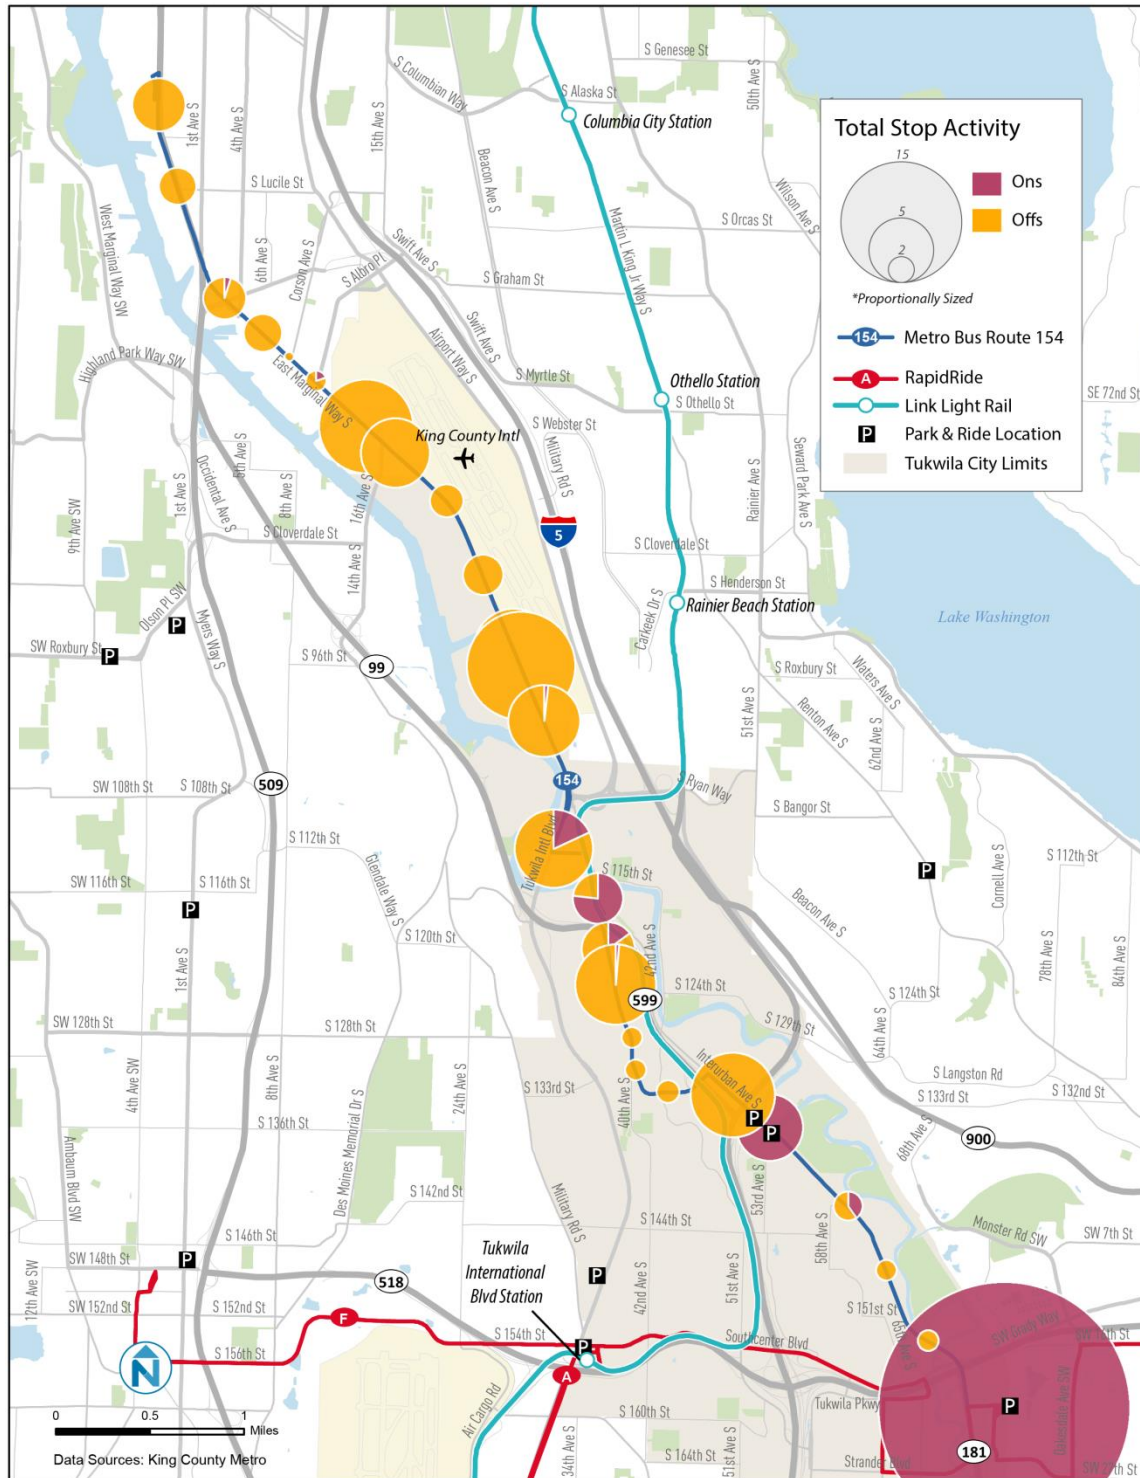 S Genesee St
S Columbian Way
S Alaska St
50th Ave S
1st Ave S
4th Ave S
15th Ave S
Columbia City Station
Total Stop Activity
15
5
2
Ons
Offs
*Proportionally Sized
154
Metro Bus Route 154
A
RapidRide
Link Light Rail
P
Park & Ride Location
Tukwila City Limits
Beacon Ave S
Wilson Ave S
S Lucile St
West Marginal Way SW
S Orcas St
Martin L King Jr Way S
6th Ave S
Corson Ave S
S Albro Pl
Swift Ave S
S Graham St
Highland Park Way SW
East Marginal Way S
Airport Way S
Swift Ave S
S Myrtle St
Othello Station
S Othello St
SE 72nd St
King County Intl
S Webster St
Military Rd S
Seward Park Ave S
Rainier Ave S
5th Ave S
Occidental Ave S
8th Ave S
16th Ave S
1st Ave S
9th Ave SW
5
S Cloverdale St
14th Ave S
S Cloverdale St
S Henderson St
Rainier Beach Station
Carkeek Dr S
Olson Pl SW
Myers Way S
Lake Washington
P
SW Roxbury St
P
S 96th St
99
S Roxbury St
Waters Ave S
Renton Ave S
51st Ave S
62nd Ave S
154
S Ryan Way
SW 108th St
S 108th St
509
S Bangor St
S 112th St
Tukwila Intl Blvd
Glendale Way S
S 112th St
Cornell Ave S
P
SW 116th St
S 116th St
S 115th St
Beacon Ave S
P
S 120th St
42nd Ave S
78th Ave S
84th Ave S
1st Ave S
599
S 124th St
S 124th St
SW 128th St
S 128th St
S 129th St
64th Ave S
S Langston Rd
4th Ave SW
8th Ave S
24th Ave S
S 133rd St
40th Ave S
Interurban Ave S
S 133rd St
S 132nd St
P
P
S 136th St
Des Moines Memorial Dr S
68th Ave S
900
Ambaum Blvd SW
S 142nd St
Military Rd S
53rd Ave S
S 144th St
58th Ave S
Monster Rd SW
SW 7th St
S 146th St
SW 148th St
P
12th Ave SW
518
Tukwila
International
Blvd Station
P
42nd Ave S
51st Ave S
SW 152nd St
S 152nd St
F
S 154th St
P
Southcenter Blvd
S 151st St
65th Ave S
SW Grady Way
SW 16th St
S 156th St
N
A
Tukwila Pkwy
P
Oakesdale Ave SW
0
0.5
1
Miles
Air Cargo Rd
S 160th St
34th Ave S
S 164th St
51st Ave S
Strander Blvd
181
SW 27th St
Data Sources: King County Metro